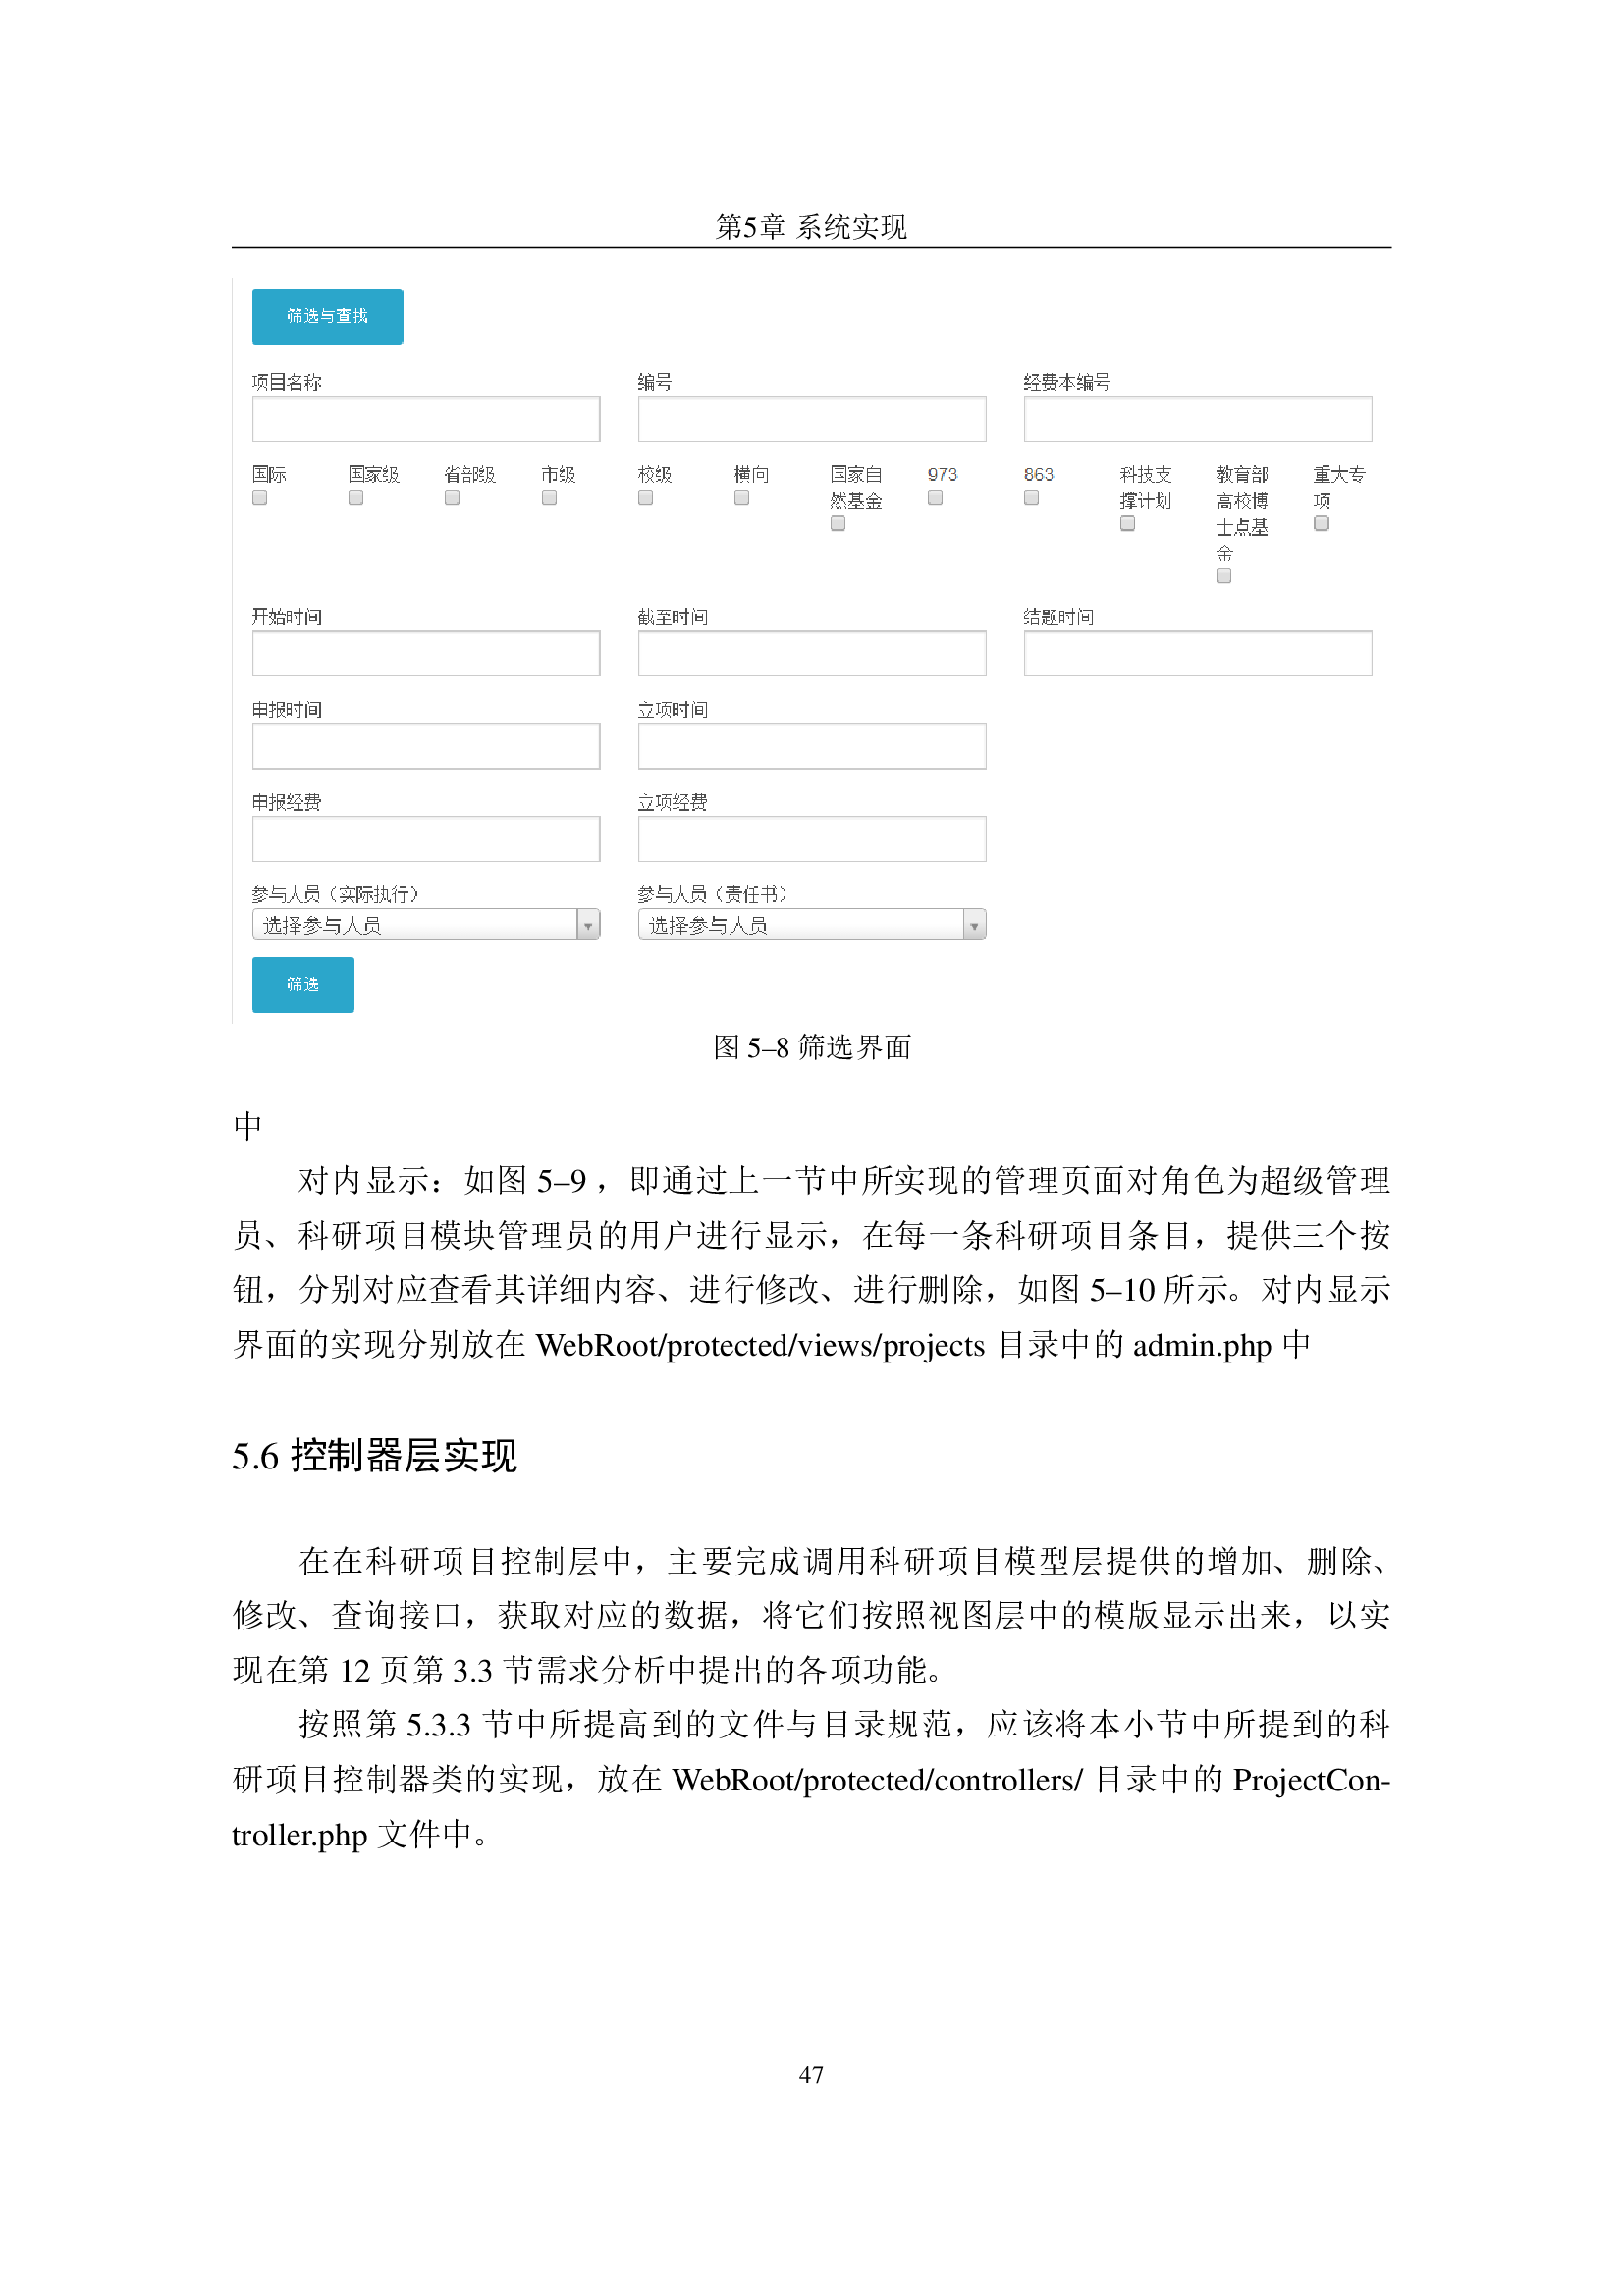 第5章 系统实现
筛选与查找
项目名称 编号 经费本编号
国际 国家级 省部级 市级 校级 横向 国家自 973 863 科技支 教育部 重大专
然基金 撑计划 高校博 项
士点基
金
开始时间 截至时间 结题时间
申报时间 立项时间
申报经费 立项经费
参与人员（实际执行） 参与人员（责任书）
选择参与人员 选择参与人员
筛选
图 5–8 筛选界面
中
对内显示：如图 5–9 ，即通过上一节中所实现的管理页面对角色为超级管理
员、科研项目模块管理员的用户进行显示，在每一条科研项目条目，提供三个按
钮，分别对应查看其详细内容、进行修改、进行删除，如图 5–10 所示。对内显示
界面的实现分别放在 WebRoot/protected/views/projects 目录中的 admin.php 中
5.6 控制器层实现
在在科研项目控制层中，主要完成调用科研项目模型层提供的增加、删除、
修改、查询接口，获取对应的数据，将它们按照视图层中的模版显示出来，以实
现在第 12 页第 3.3 节需求分析中提出的各项功能。
按照第 5.3.3 节中所提高到的文件与目录规范，应该将本小节中所提到的科
研项目控制器类的实现，放在 WebRoot/protected/controllers/ 目录中的 ProjectCon-
troller.php 文件中。
47